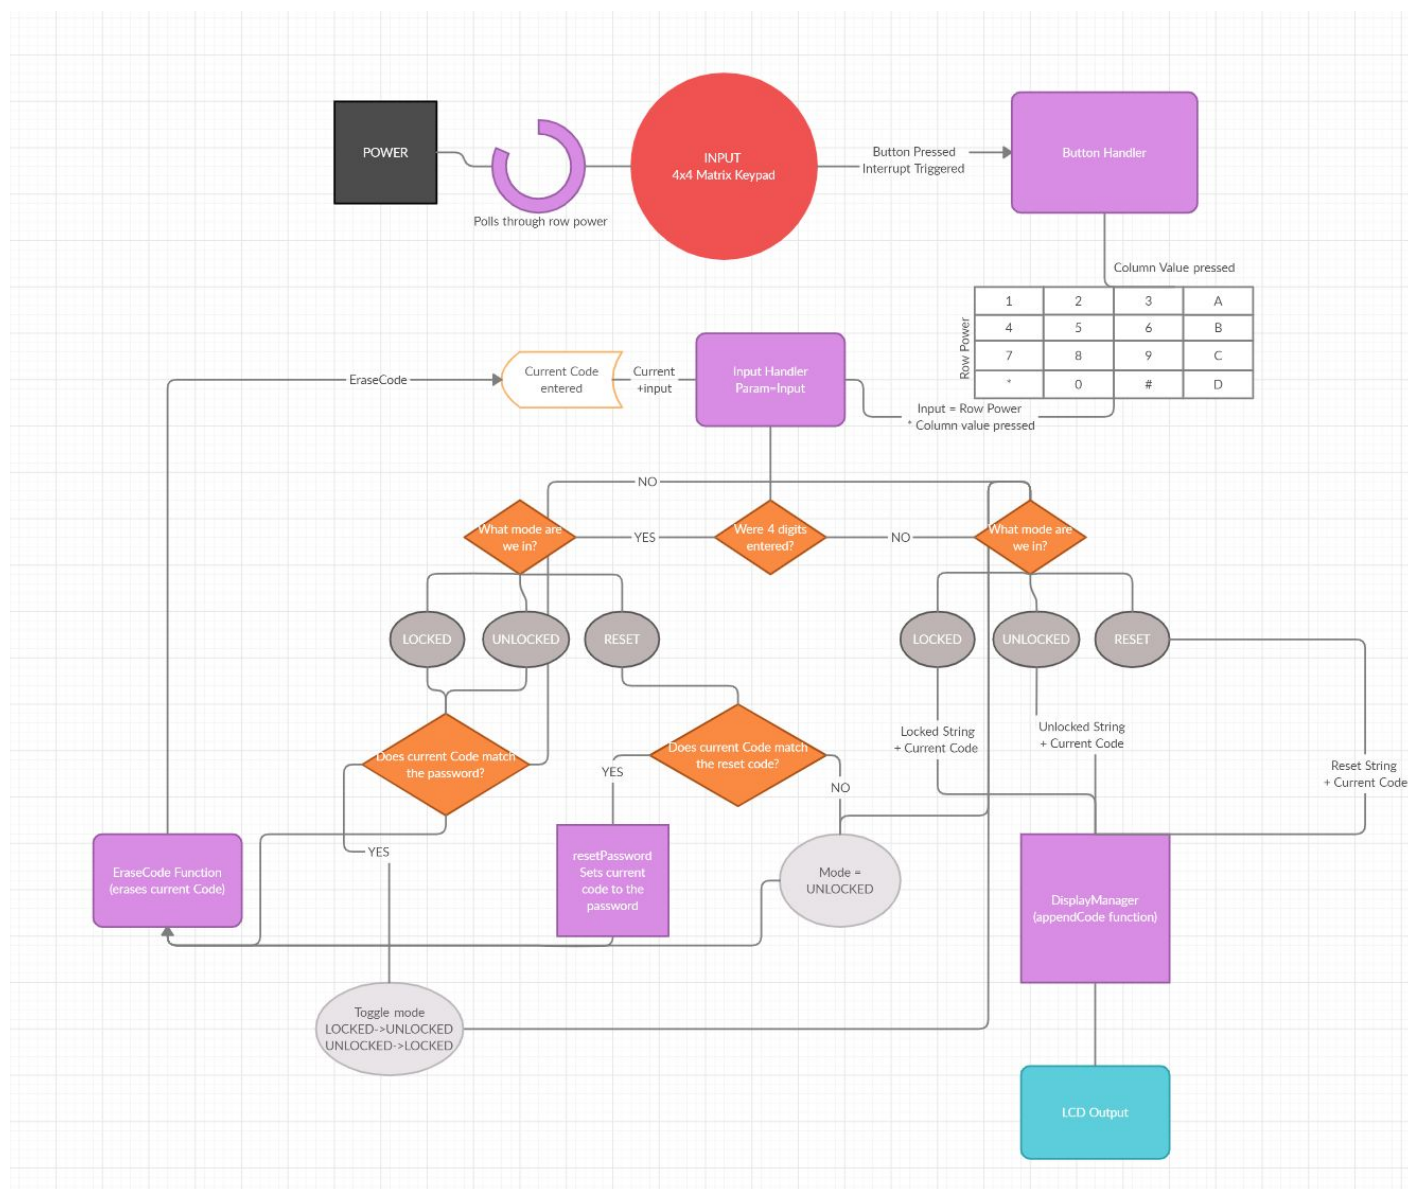 POWER
Polls through row power
INPUT
4x4 Matrix Keypad
Button Pressed
Interrupt Triggered
Button Handler
Column Value pressed
Row Power
1 2 3 A
4 5 6 B
7 8 9 C
* 0 # D
Input = Row Power
* Column value pressed
Input Handler
Param=Input
Current
+input
Current Code
entered
EraseCode
NO
What mode are
we in?
YES
Were 4 digits
entered?
NO
What mode are
we in?
LOCKED
UNLOCKED
RESET
LOCKED
UNLOCKED
RESET
Does current Code match
the password?
Does current Code match
the reset code?
YES
NO
Locked String
+ Current Code
Unlocked String
+ Current Code
Reset String
+ Current Code
EraseCode Function
(erases current Code)
YES
resetPassword
Sets current
code to the
password
Mode =
UNLOCKED
DisplayManager
(appendCode function)
Toggle mode
LOCKED->UNLOCKED
UNLOCKED->LOCKED
LCD Output